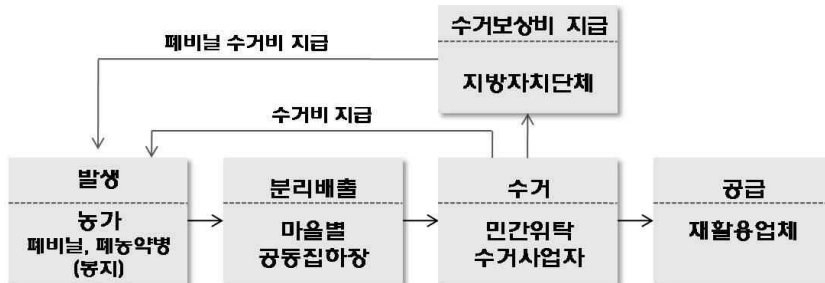 수거보상비 지급
폐비닐 수거비 지급
지방자치단체
수거비 지급
발생
농가
폐비닐, 폐농약병
(봉지)
분리배출
마을별
공동집하장
수거
민간위탁
수거사업자
공급
재활용업체